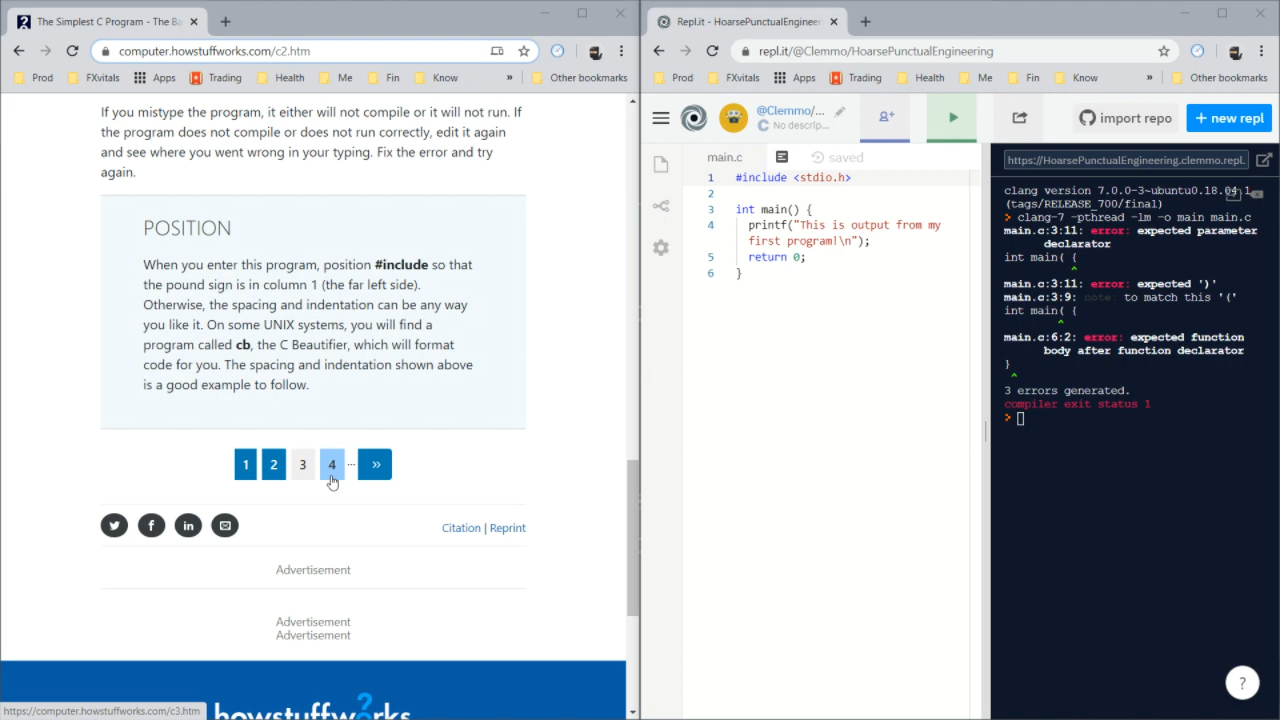 The Simplest C Program - The Ba
computer.howstuffworks.com/c2.htm
Prod FXvitals Apps Trading Health Me Fin Know » Other bookmarks
If you mistype the program, it either will not compile or it will not run. If
the program does not compile or does not run correctly, edit it again
and see where you went wrong in your typing. Fix the error and try
again.
POSITION
When you enter this program, position #include so that
the pound sign is in column 1 (the far left side).
Otherwise, the spacing and indentation can be any way
you like it. On some UNIX systems, you will find a
program called cb, the C Beautifier, which will format
code for you. The spacing and indentation shown above
is a good example to follow.
1 2 3 4 ... »
Citation | Reprint
Advertisement
Advertisement
Advertisement
howstuffworks
https://computer.howstuffworks.com/c3.htm
Repl.it - HoarsePunctualEngineer
repl.it/@Clemmo/HoarsePunctualEngineering
Prod FXvitals Apps Trading Health Me Fin Know » Other bookmarks
@Clemmo/...
No descrip...
import repo
+ new repl
main.c
saved
1 #include <stdio.h>
2
3 int main() {
4 printf("This is output from my
first program!\n");
5 return 0;
6 }
https://HoarsePunctualEngineering.clemmo.repl.
clang version 7.0.0-3~ubuntu0.18.04.1
(tags/RELEASE_700/final)
> clang-7 -pthread -lm -o main main.c
main.c:3:11: error: expected parameter
declarator
int main( {
^
main.c:3:11: error: expected ')'
main.c:3:9: note: to match this '('
int main( {
^
main.c:6:2: error: expected function
body after function declarator
}
^
3 errors generated.
compiler exit status 1
>
?